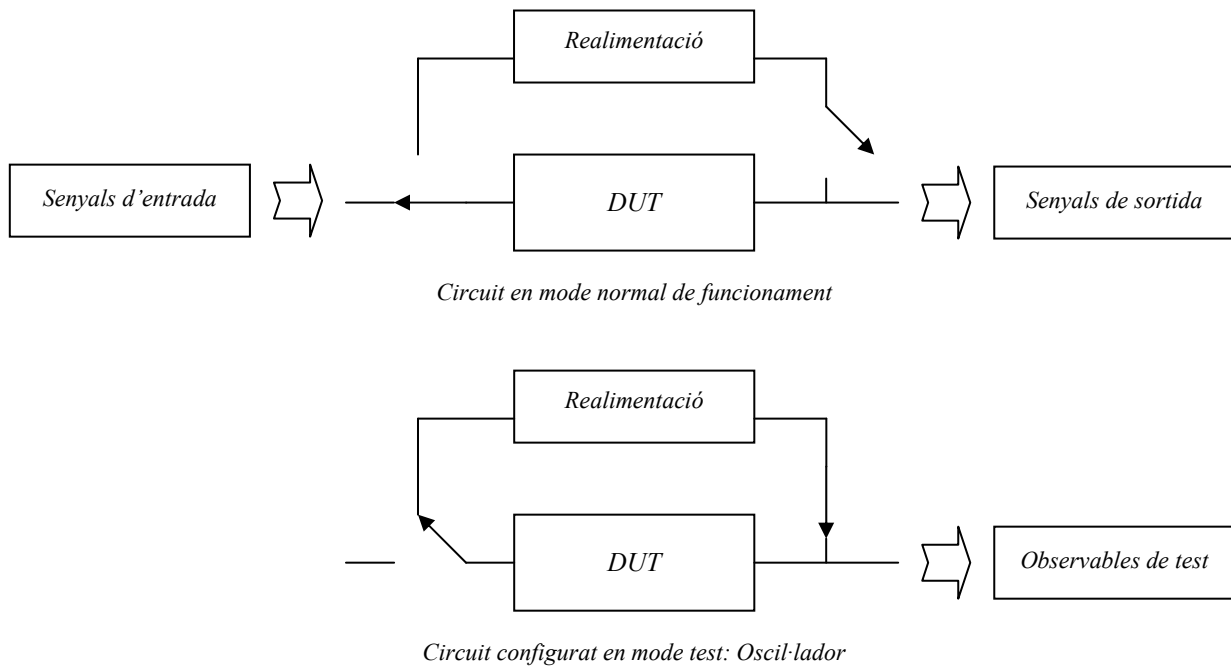 Realimentació
Senyals d’entrada
DUT
Senyals de sortida
Circuit en mode normal de funcionament
Realimentació
DUT
Observables de test
Circuit configurat en mode test: Oscil·lador